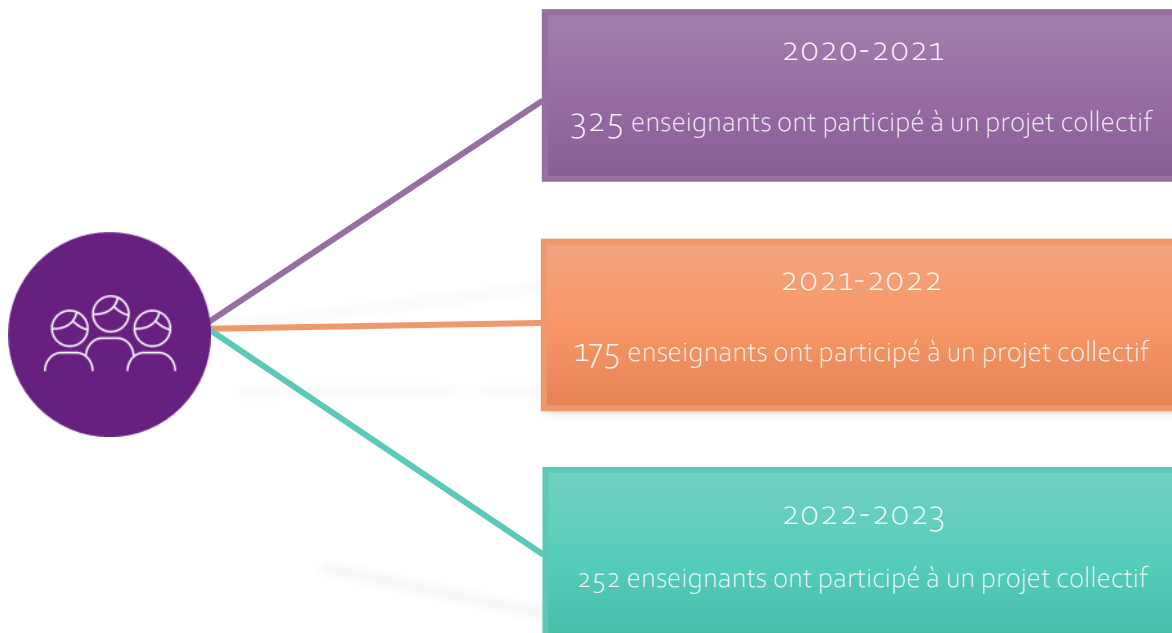 2020-2021
325 enseignants ont participé à un projet collectif
2021-2022
175 enseignants ont participé à un projet collectif
2022-2023
252 enseignants ont participé à un projet collectif